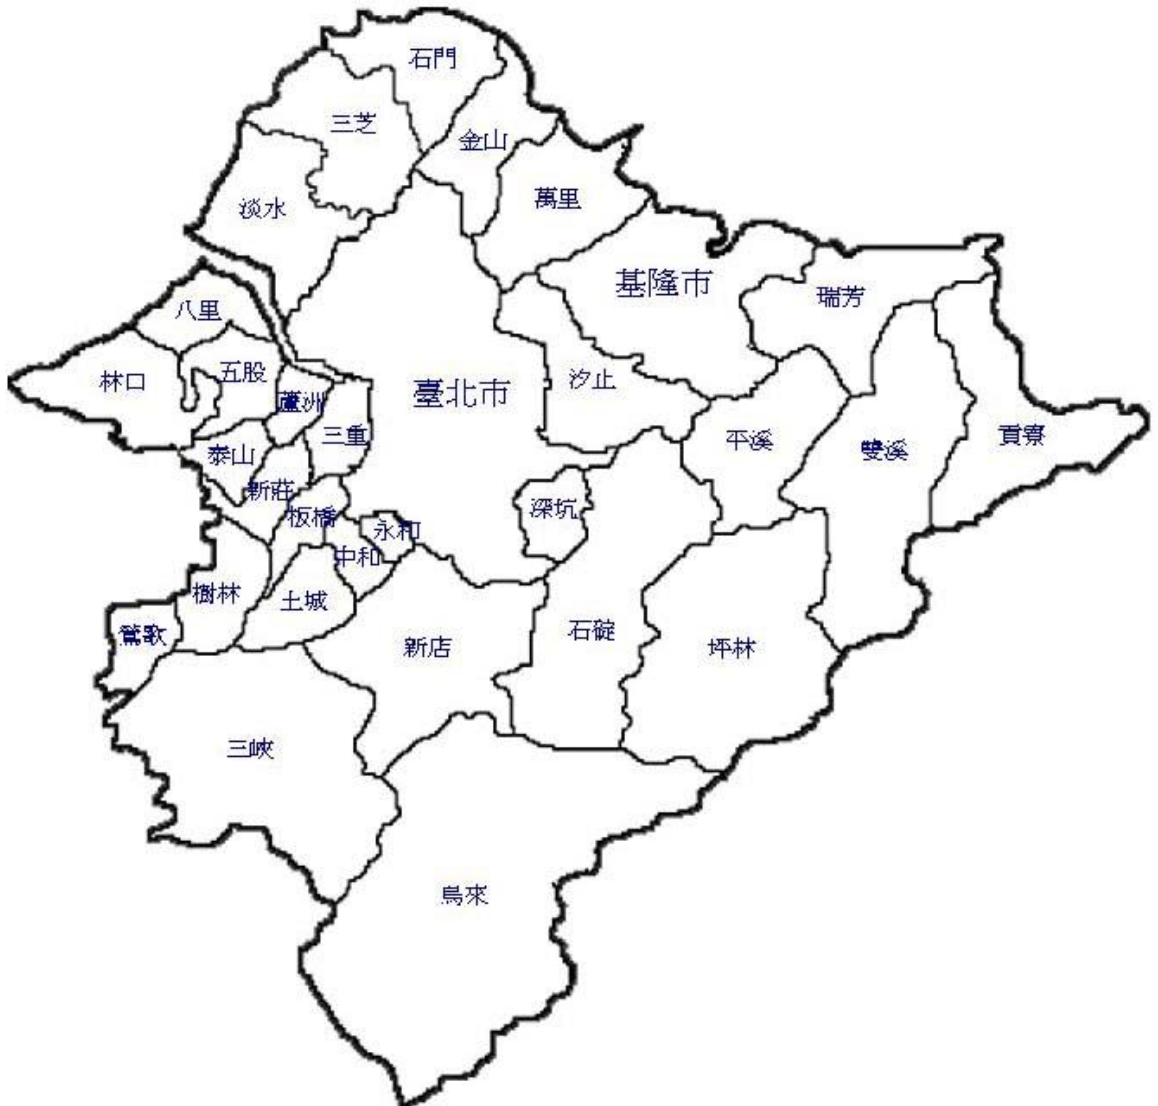 石門
三芝
金山
萬里
淡水
基隆市
瑞芳
八里
五股
林口
汐止
臺北市
蘆洲
三重
貢寮
平溪
雙溪
泰山
新莊
深坑
板橋
永和
中和
樹林
土城
石碇
鶯歌
新店
坪林
三峽
烏來